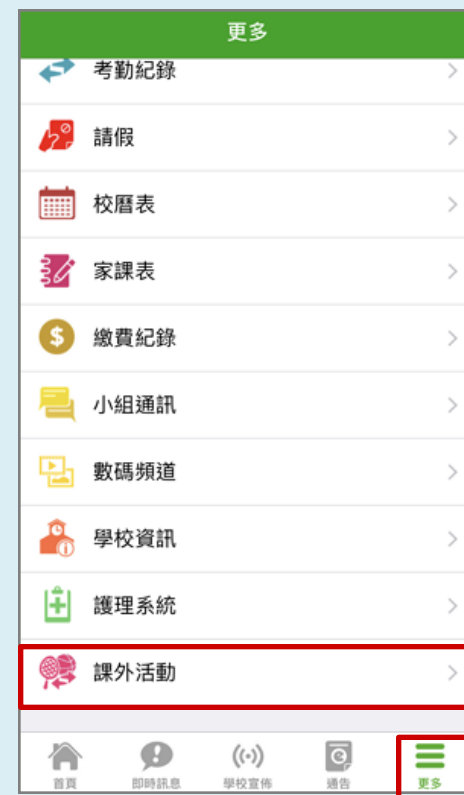 更多
考勤紀錄
請假
校曆表
家課表
繳費紀錄
小組通訊
數碼頻道
學校資訊
護理系統
課外活動
首頁 即時訊息 學校宣佈 通告 更多